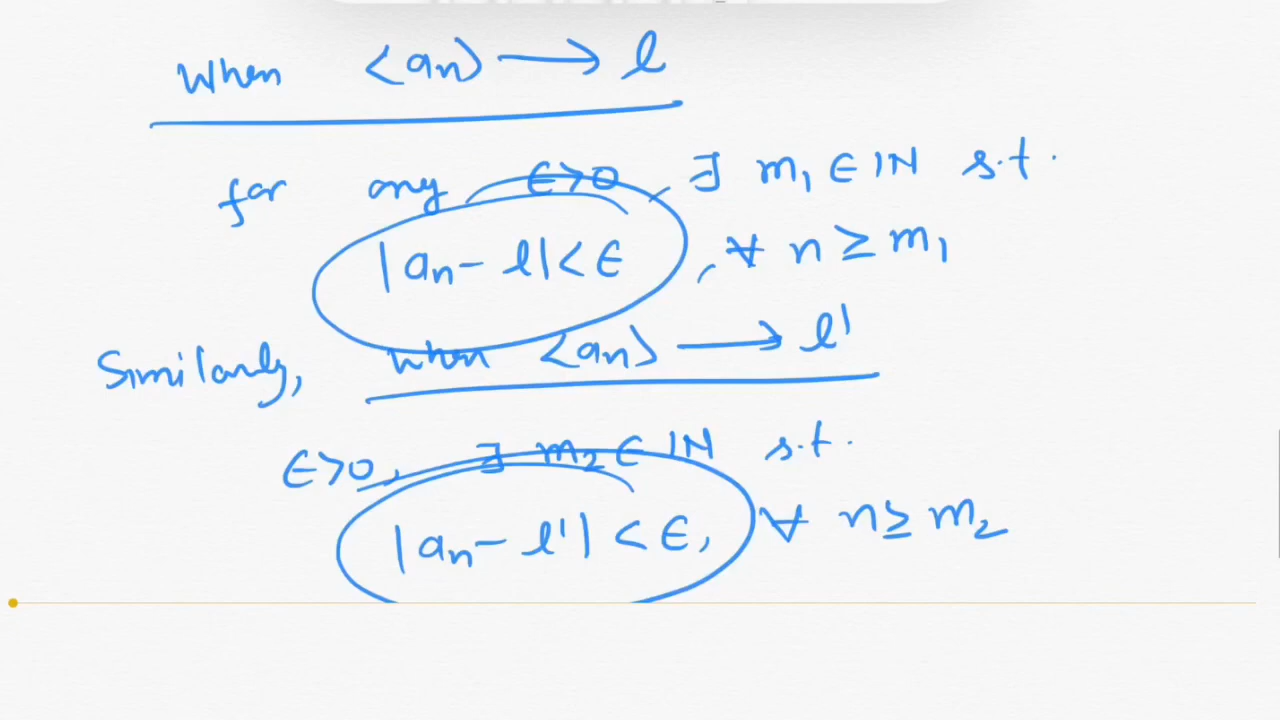 When <an> → l
for any ϵ>0 ∃ m₁ ∈ ℕ s.t.
|aₙ - l| < ϵ, ∀ n ≥ m₁
Similarly, when <aₙ> → l'
ϵ>0, ∃ m₂ ∈ ℕ s.t.
|aₙ - l'| < ϵ, ∀ n ≥ m₂